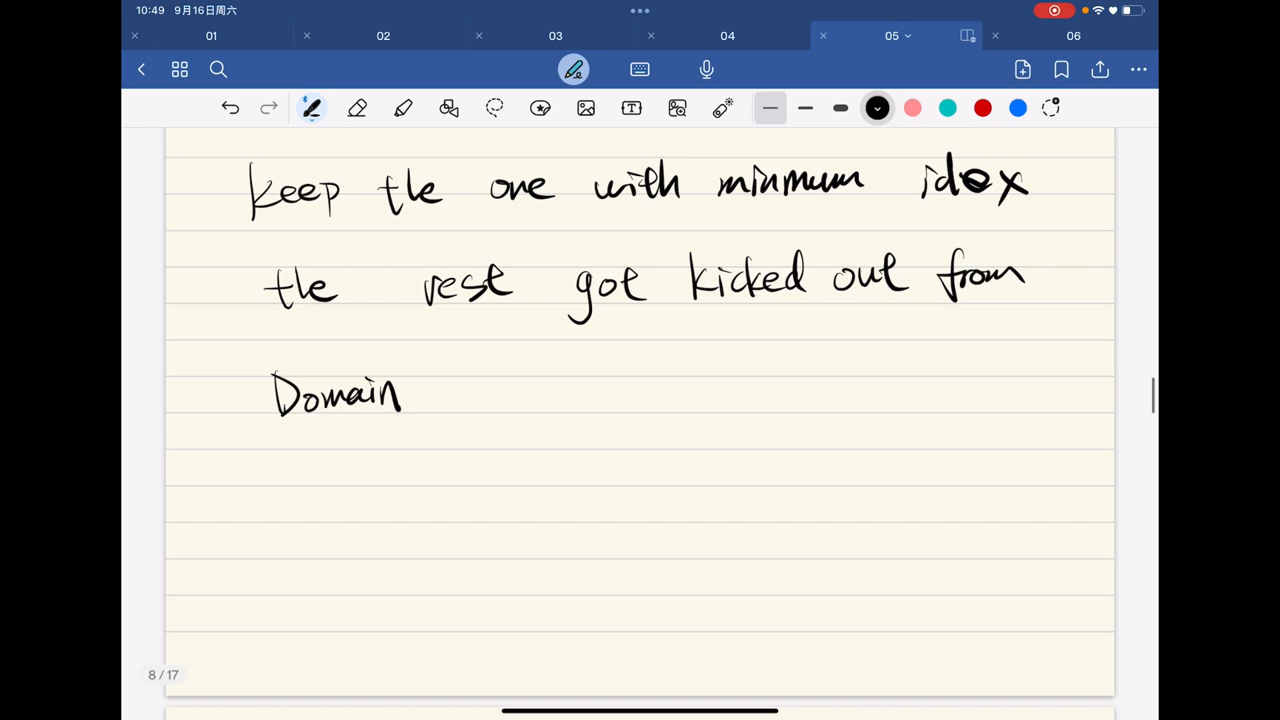 10:49 9月16日周六
01 02 03 04 05 06
T
keep the one with minmum idex
the rest got kicked out from
Domain
8 / 17